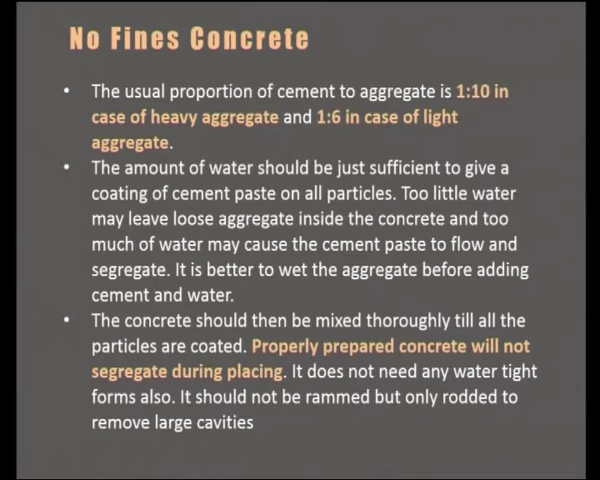 No Fines Concrete
• The usual proportion of cement to aggregate is 1:10 in
case of heavy aggregate and 1:6 in case of light
aggregate.
• The amount of water should be just sufficient to give a
coating of cement paste on all particles. Too little water
may leave loose aggregate inside the concrete and too
much of water may cause the cement paste to flow and
segregate. It is better to wet the aggregate before adding
cement and water.
• The concrete should then be mixed thoroughly till all the
particles are coated. Properly prepared concrete will not
segregate during placing. It does not need any water tight
forms also. It should not be rammed but only rodded to
remove large cavities